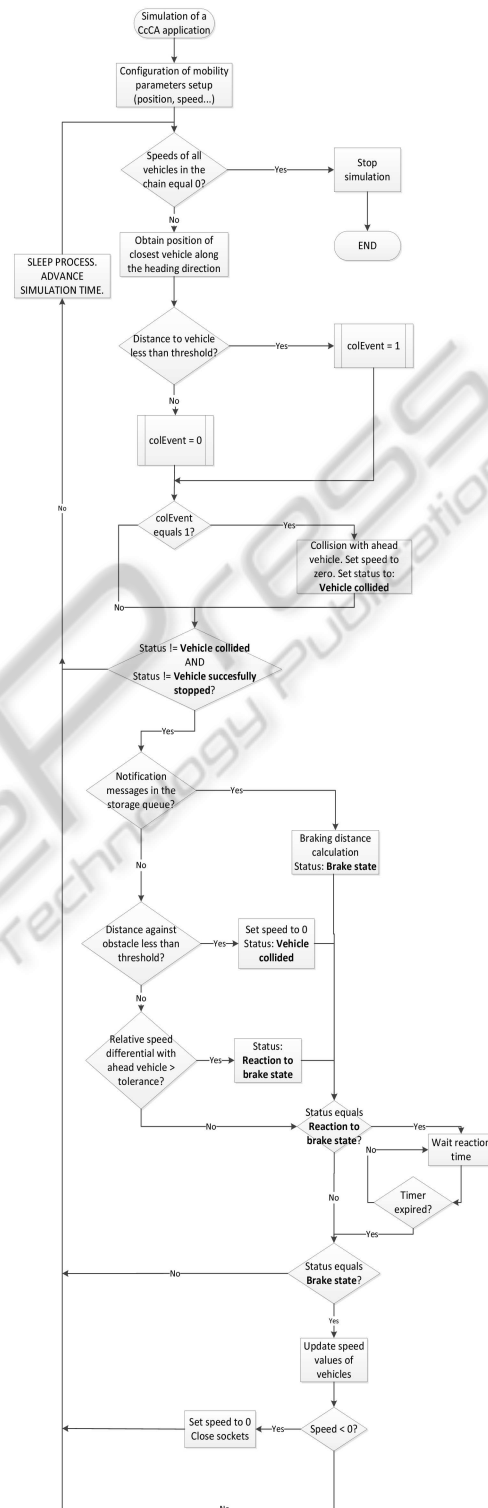 Simulation of a
CcCA application
Configuration of mobility
parameters setup
(position, speed...)
Speeds of all
vehicles in the
chain equal 0?
Yes
Stop
simulation
END
No
Obtain position of
closest vehicle along
the heading direction
SLEEP PROCESS.
ADVANCE
SIMULATION TIME.
Distance to vehicle
less than threshold?
Yes
colEvent = 1
No
colEvent = 0
No
colEvent
equals 1?
Yes
Collision with ahead
vehicle. Set speed to
zero. Set status to:
Vehicle collided
No
Status != Vehicle collided
AND
Status != Vehicle succesfully
stopped?
Yes
Notification
messages in the
storage queue?
Yes
Braking distance
calculation
Status: Brake state
No
Distance against
obstacle less than
threshold?
Yes
Set speed to 0
Status: Vehicle
collided
No
Relative speed
differential with
ahead vehicle >
tolerance?
Yes
Status:
Reaction to
brake state
No
Status equals
Reaction to
brake state?
Yes
Wait reaction
time
No
Timer
expired?
Yes
No
Status equals
Brake state?
No
Yes
Update speed
values of
vehicles
Speed < 0?
Yes
Set speed to 0
Close sockets
No
Technology Publication